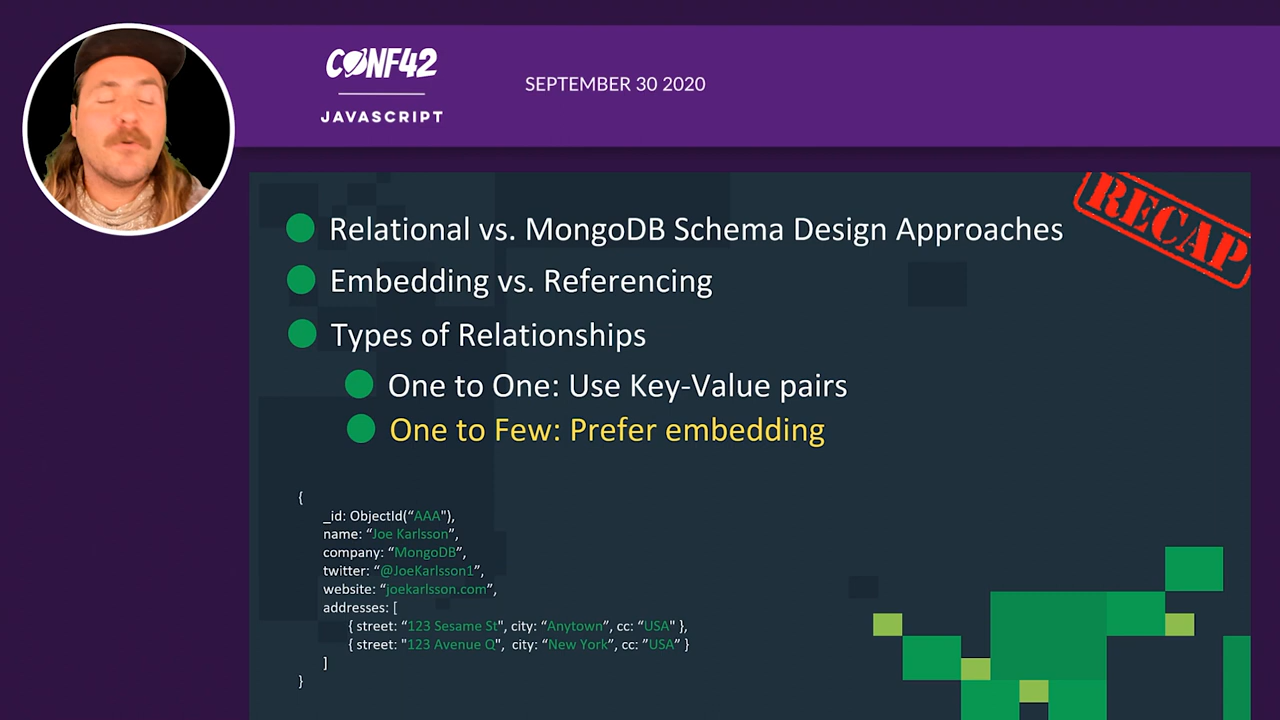 CONF42
JAVASCRIPT
SEPTEMBER 30 2020
RECAP
Relational vs. MongoDB Schema Design Approaches
Embedding vs. Referencing
Types of Relationships
One to One: Use Key-Value pairs
One to Few: Prefer embedding
{
_id: ObjectId(“AAA"),
name: “Joe Karlsson”,
company: “MongoDB”,
twitter: “@JoeKarlsson1”,
website: “joekarlsson.com”,
addresses: [
{ street: “123 Sesame St”, city: “Anytown”, cc: “USA" },
{ street: "123 Avenue Q”, city: “New York”, cc: ”USA” }
]
}